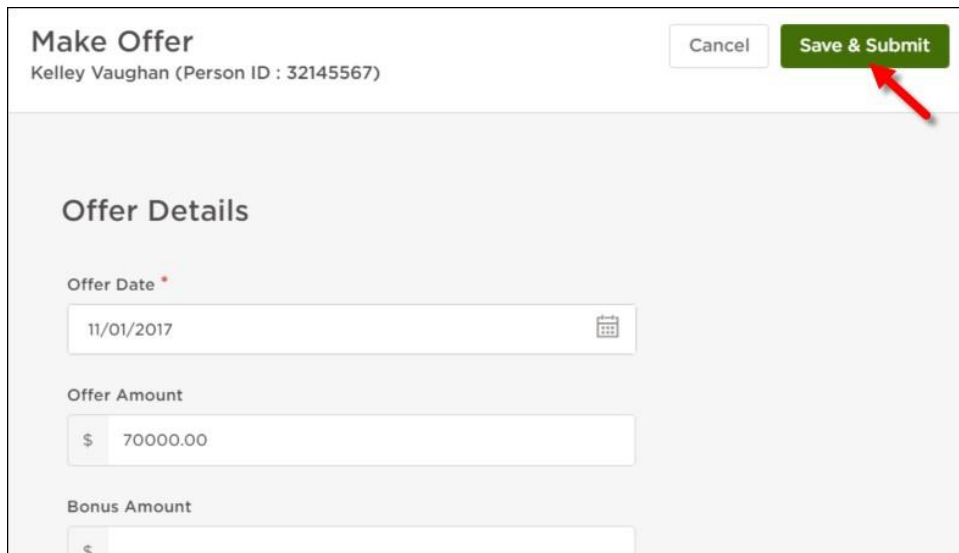 Make Offer
Cancel
Save & Submit
Kelley Vaughan (Person ID : 32145567)
Offer Details
Offer Date *
11/01/2017
Offer Amount
$ 70000.00
Bonus Amount
$